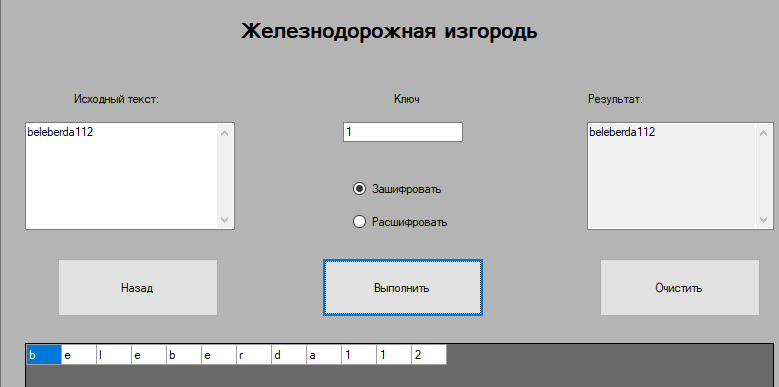 Железнодорожная изгородь
Исходный текст: Ключ Результат:
beleberda112 1 beleberda112
Зашифровать
Расшифровать
Назад Выполнить Очистить
b e l e b e r d a 1 1 2